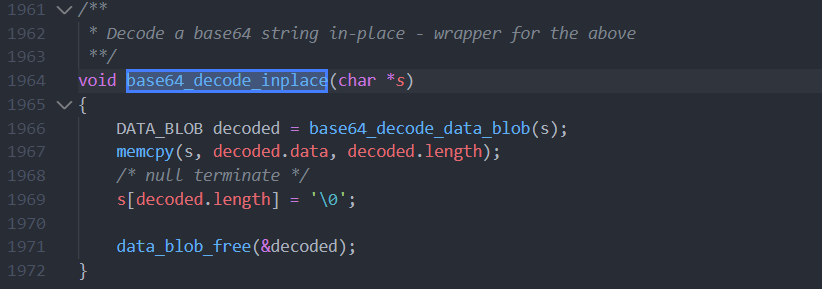 1961 /**
1962 * Decode a base64 string in-place - wrapper for the above
1963 **/
1964 void base64_decode_inplace(char *s)
1965 {
1966 DATA_BLOB decoded = base64_decode_data_blob(s);
1967 memcpy(s, decoded.data, decoded.length);
1968 /* null terminate */
1969 s[decoded.length] = '\0';
1970
1971 data_blob_free(&decoded);
1972 }